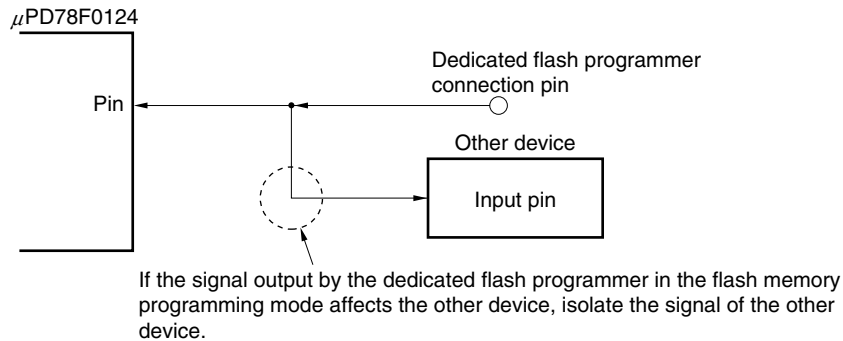 μPD78F0124
Dedicated flash programmer
connection pin
Pin
Other device
Input pin
If the signal output by the dedicated flash programmer in the flash memory
programming mode affects the other device, isolate the signal of the other
device.